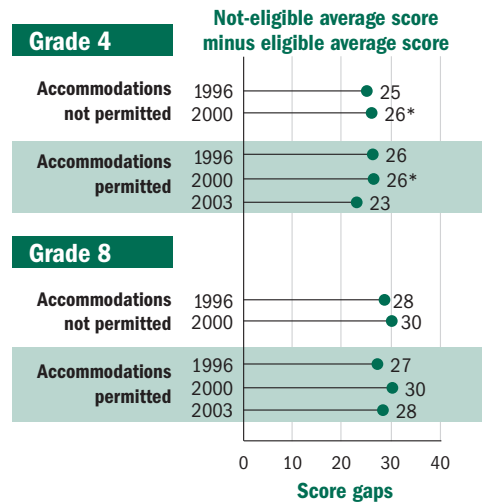 Not-eligible average score
minus eligible average score
Grade 4
Accommodations
not permitted
1996 25
2000 26*
Accommodations
permitted
1996 26
2000 26*
2003 23
Grade 8
Accommodations
not permitted
1996 28
2000 30
Accommodations
permitted
1996 27
2000 30
2003 28
0 10 20 30 40
Score gaps